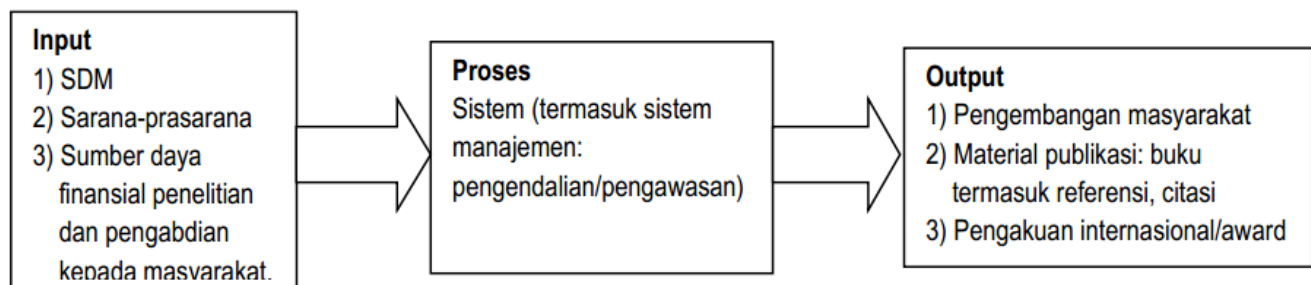 Input
1) SDM
2) Sarana-prasarana
3) Sumber daya
finansial penelitian
dan pengabdian
kepada masyarakat.
Proses
Sistem (termasuk sistem
manajemen:
pengendalian/pengawasan)
Output
1) Pengembangan masyarakat
2) Material publikasi: buku
termasuk referensi, citasi
3) Pengakuan internasional/award